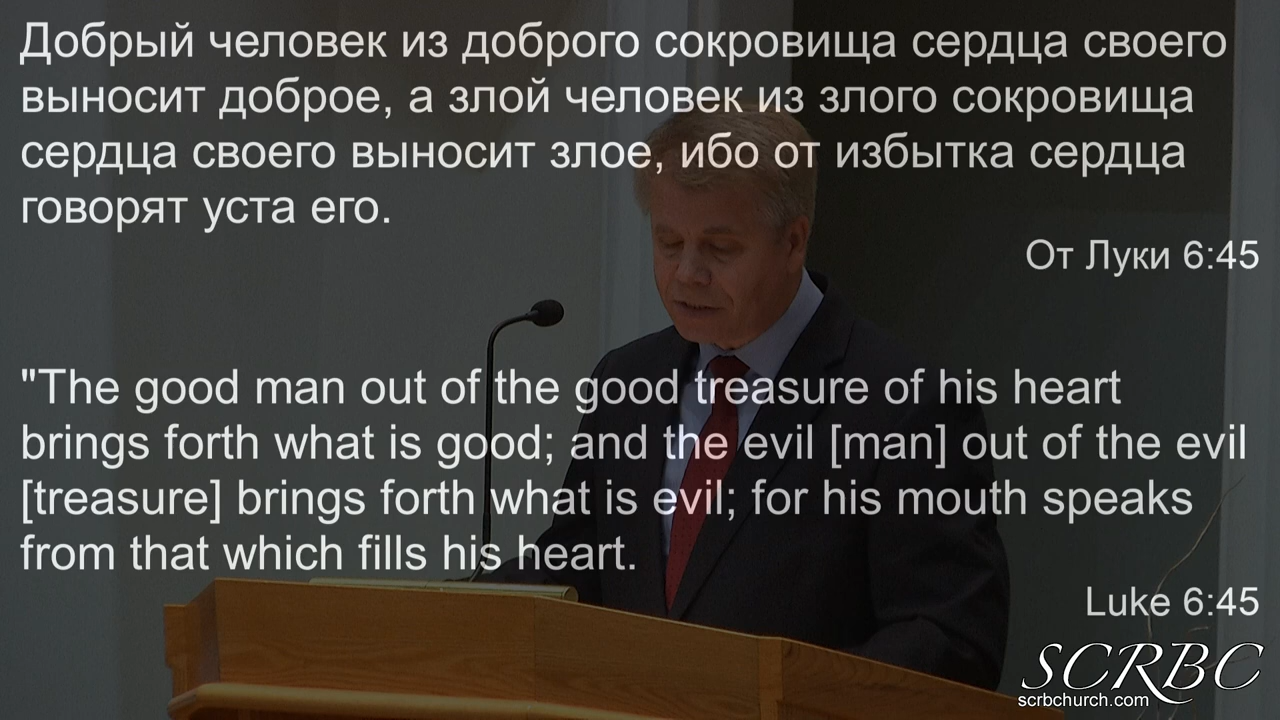 Добрый человек из доброго сокровища сердца своего
выносит доброе, а злой человек из злого сокровища
сердца своего выносит злое, ибо от избытка сердца
говорят уста его.
От Луки 6:45
"The good man out of the good treasure of his heart
brings forth what is good; and the evil [man] out of the evil
[treasure] brings forth what is evil; for his mouth speaks
from that which fills his heart.
Luke 6:45
SCRBC
scrbchurch.com